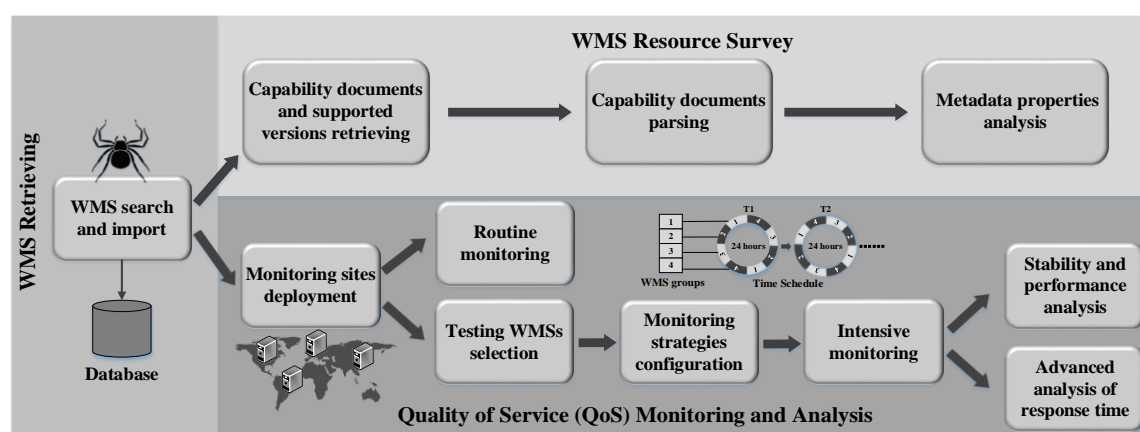 WMS Retrieving
WMS search
and import
Database
WMS Resource Survey
Capability documents
and supported
versions retrieving
Capability documents
parsing
Metadata properties
analysis
Monitoring sites
deployment
Routine
monitoring
Testing WMSs
selection
1
2
3
4
WMS groups
T1
24 hours
T2
24 hours
Time Schedule
Monitoring
strategies
configuration
Intensive
monitoring
Stability and
performance
analysis
Advanced
analysis of
response time
Quality of Service (QoS) Monitoring and Analysis